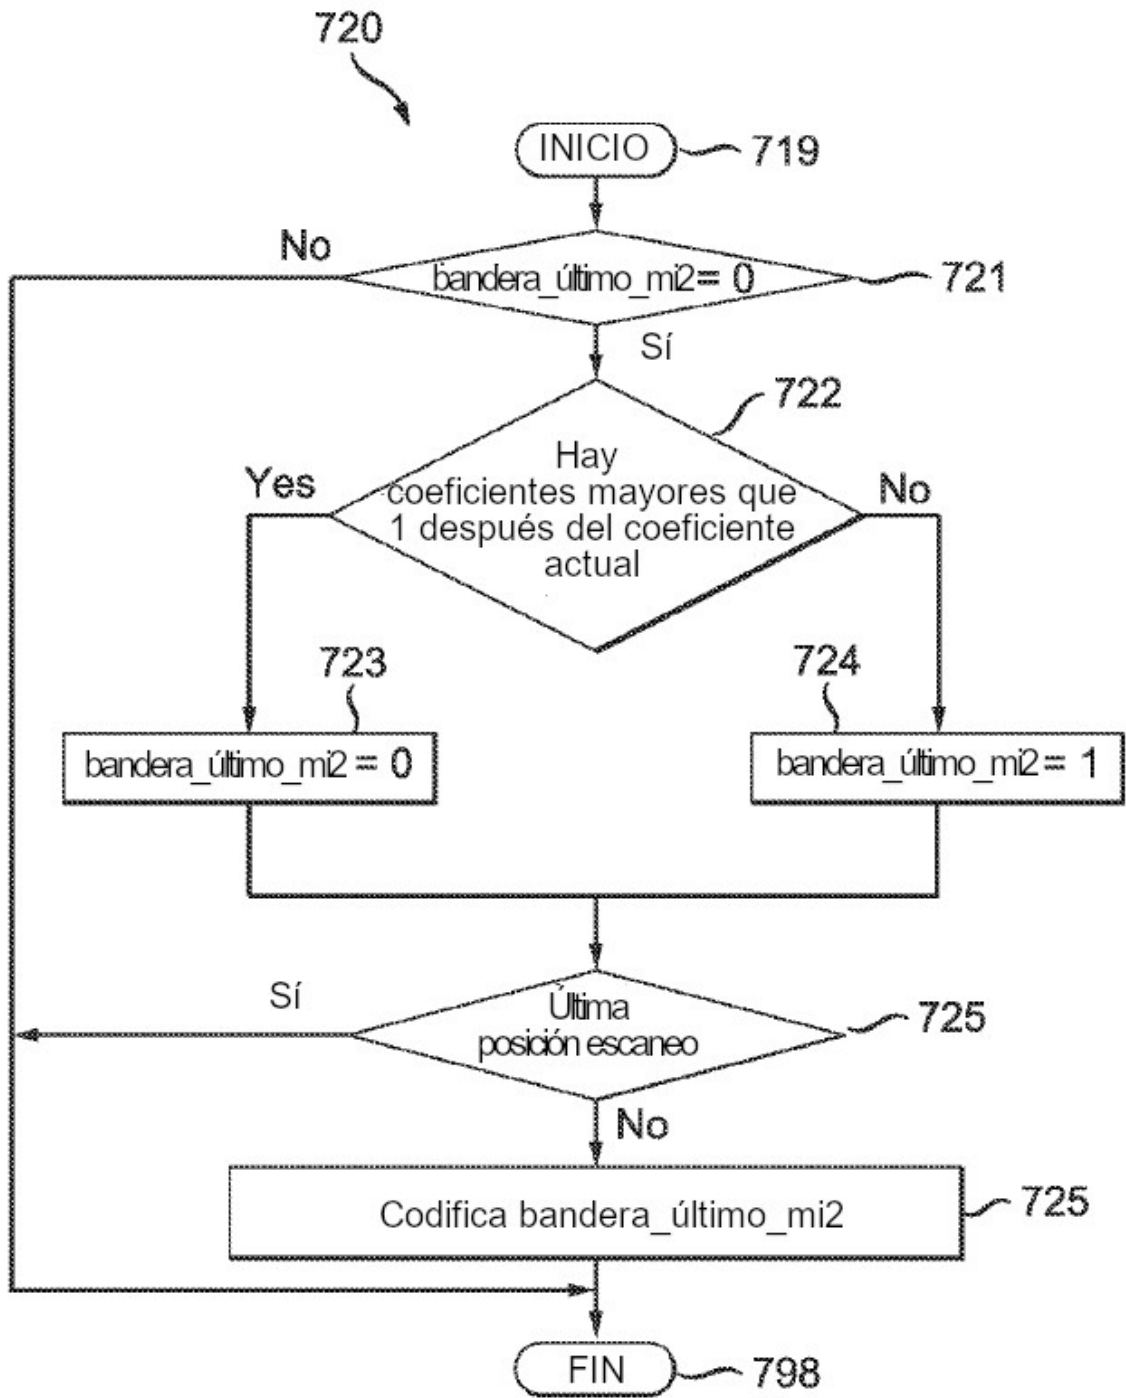 720
INICIO
719
No
bandera_último_mi2= 0
721
Sí
722
Hay
coeficientes mayores que
1 después del coeficiente
actual
Yes
No
723
724
bandera_último_mi2 = 0
bandera_último_mi2= 1
Sí
Última
posición escaneo
725
No
Codifica bandera_último_mi2
725
FIN
798